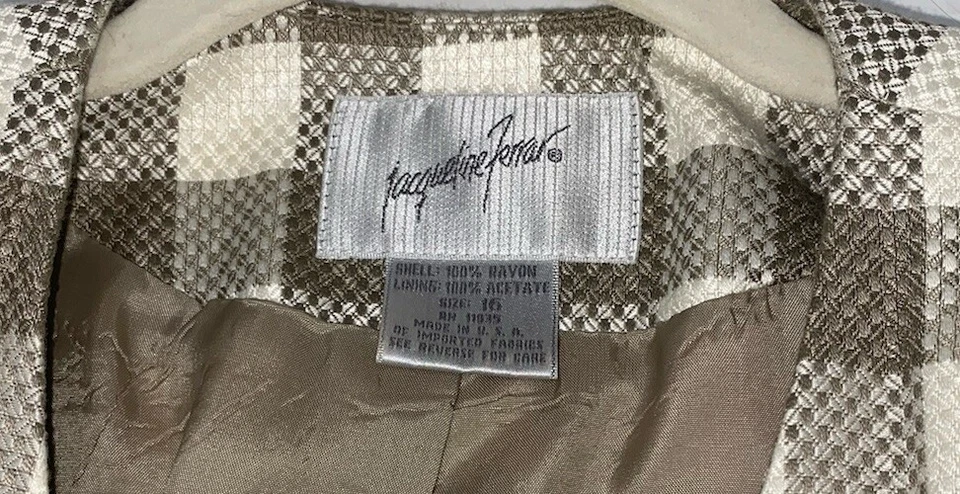 Jacqueline Ferrar®
SHELL: 100% RAYON
LINING: 100% ACETATE
SIZE: 16
RN 11835
MADE IN U.S.A.
OF IMPORTED FABRICS
SEE REVERSE FOR CARE